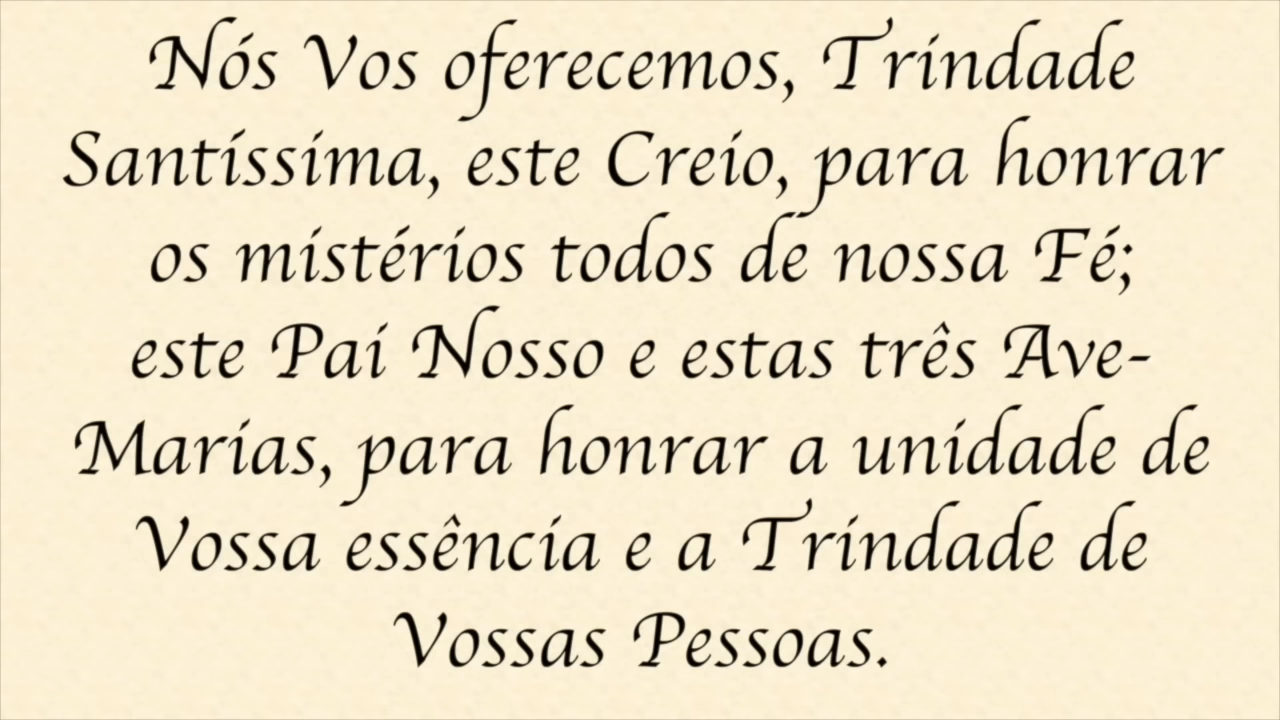 Nós Vos oferecemos, Trindade
Santíssima, este Creio, para honrar
os mistérios todos de nossa Fé;
este Pai Nosso e estas três Ave-
Marias, para honrar a unidade de
Vossa essência e a Trindade de
Vossas Pessoas.